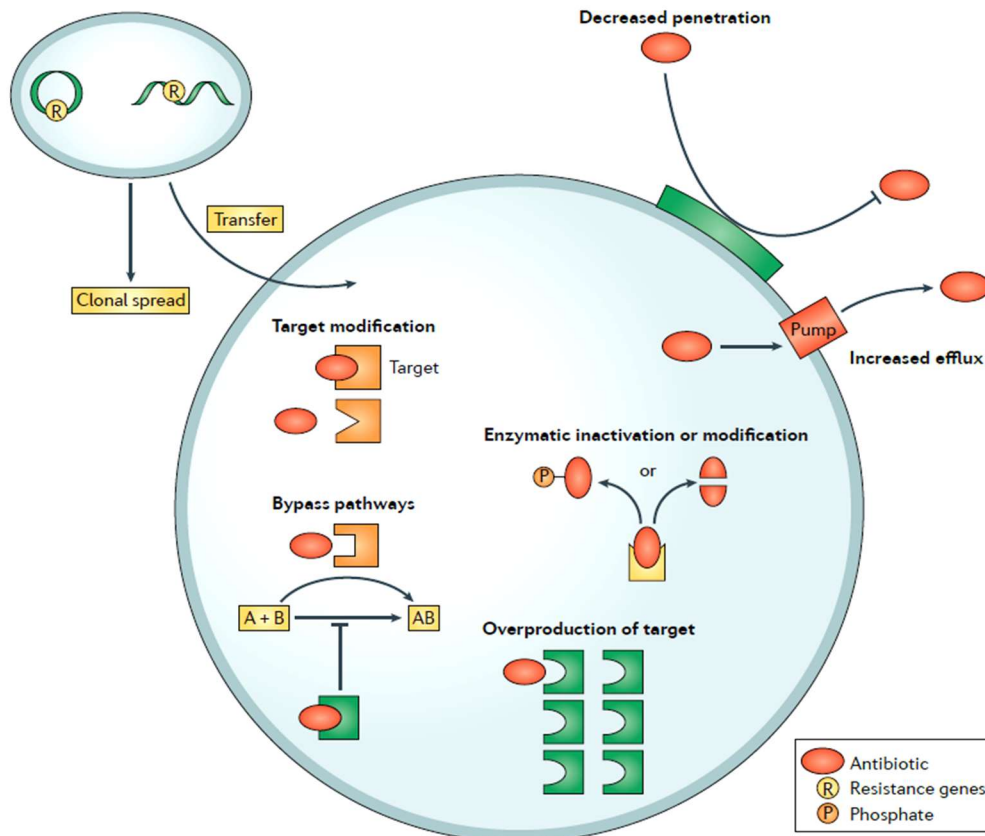 Decreased penetration
R
R
Transfer
Clonal spread
Target modification
Target
Pump
Increased efflux
Enzymatic inactivation or modification
P
or
Bypass pathways
A + B
AB
Overproduction of target
Antibiotic
R
Resistance genes
P
Phosphate